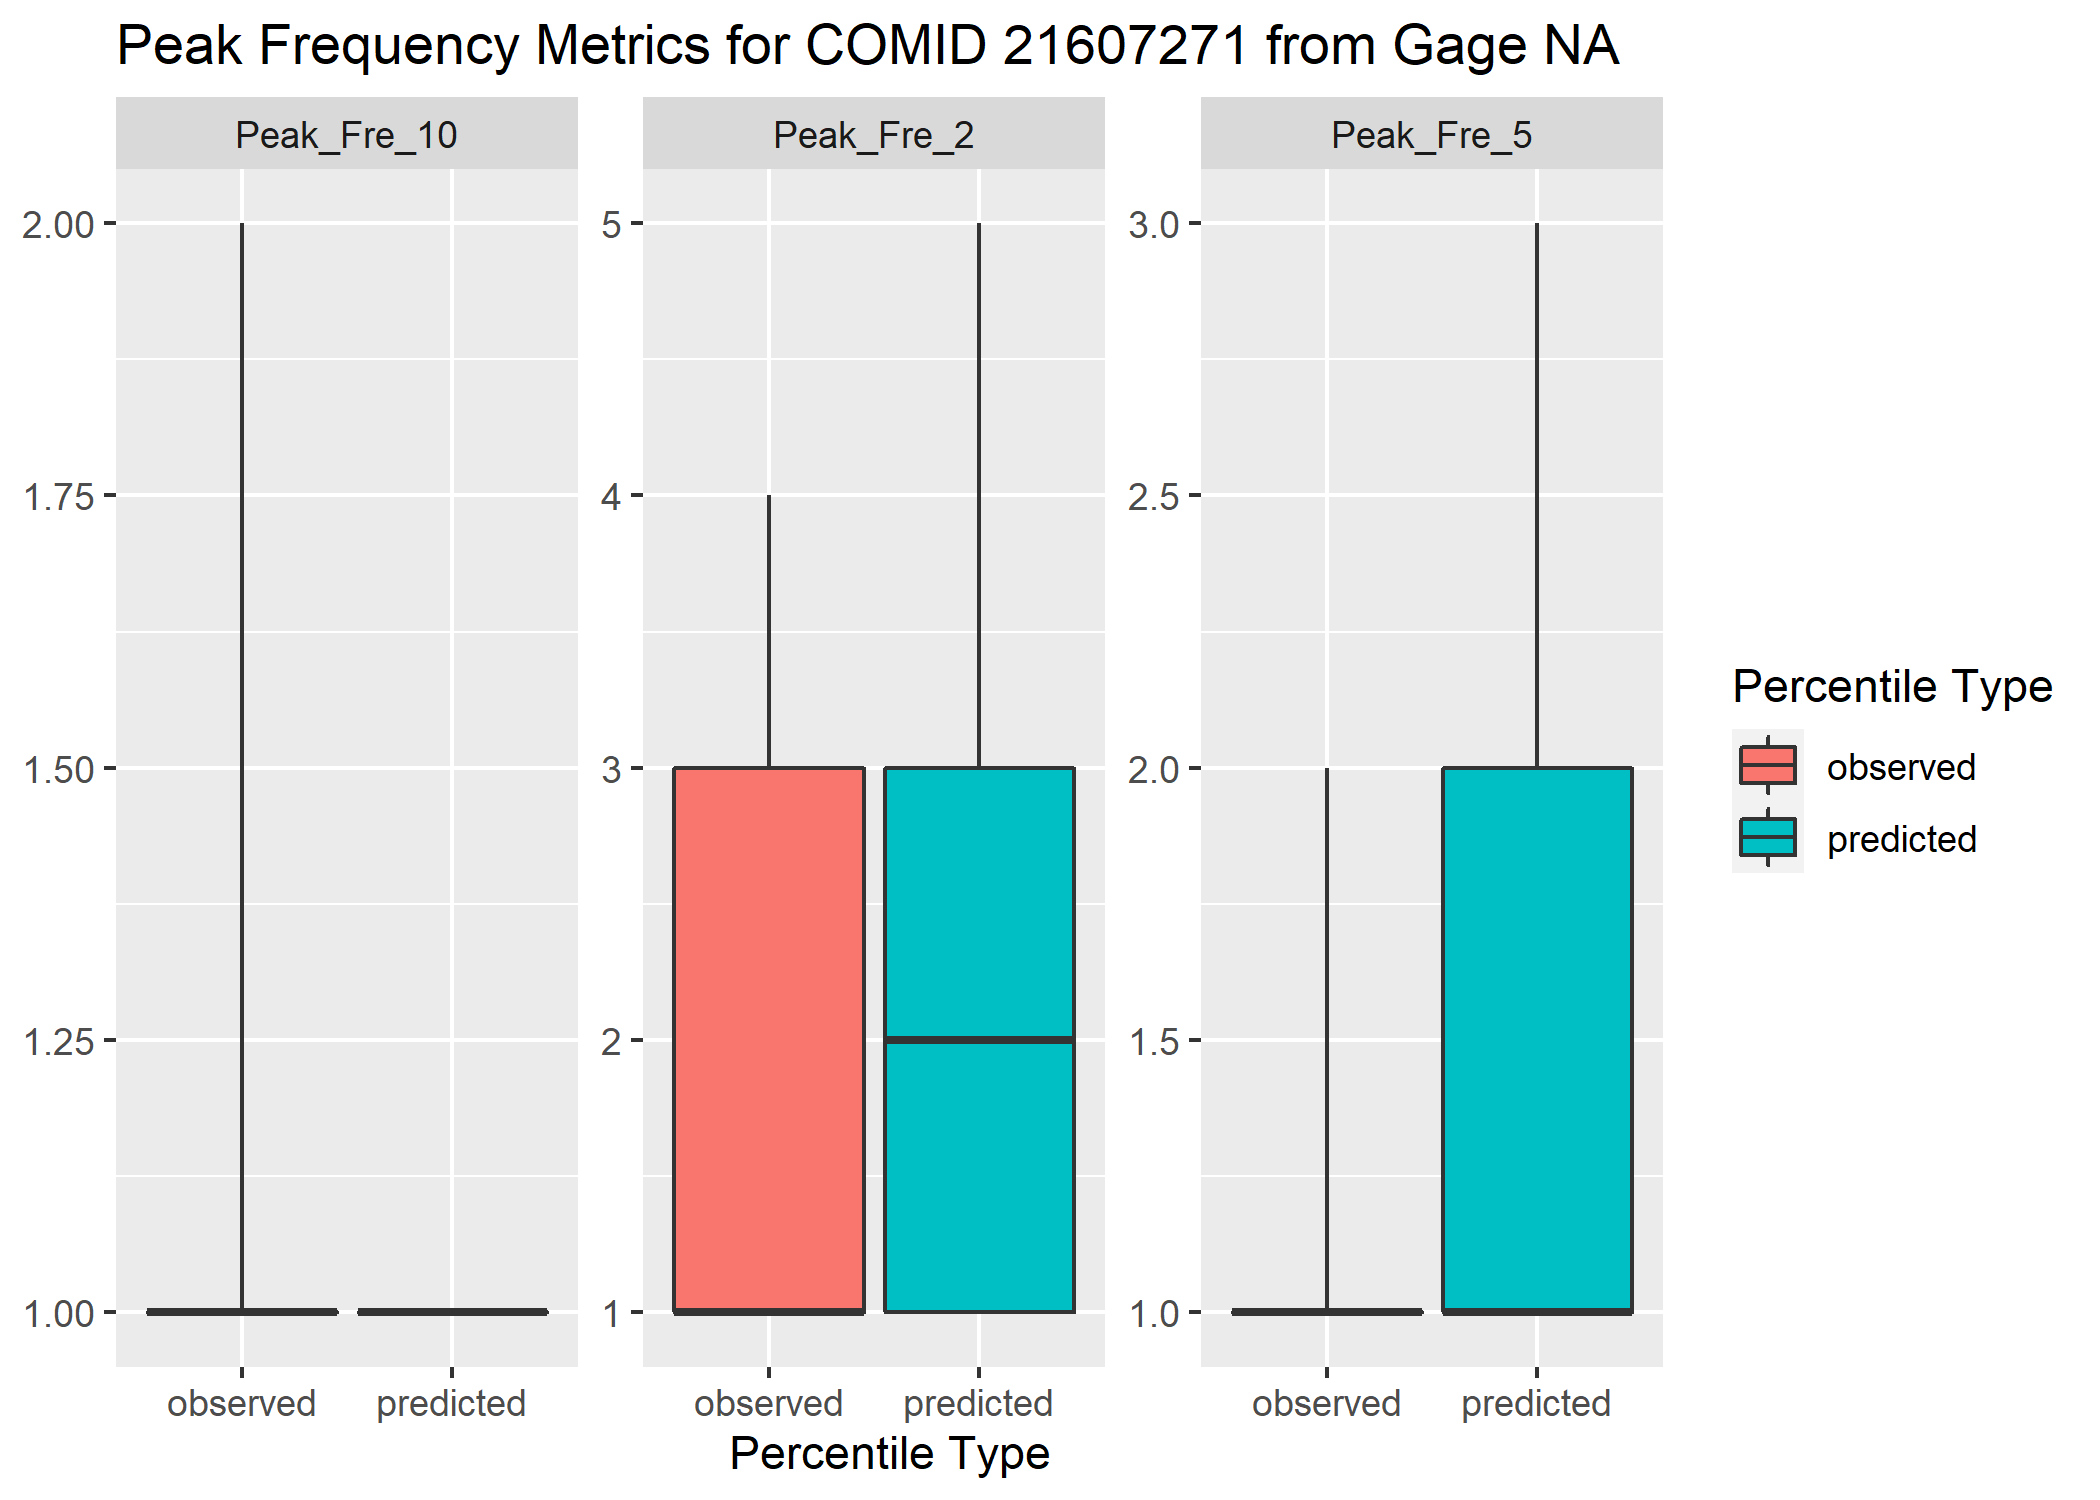 Peak Frequency Metrics for COMID 21607271 from Gage NA
Peak_Fre_10
2.00
1.75
1.50
1.25
1.00
observed predicted
Peak_Fre_2
5
4
3
2
1
observed predicted
Peak_Fre_5
3.0
2.5
2.0
1.5
1.0
observed predicted
Percentile Type
Percentile Type
observed
predicted